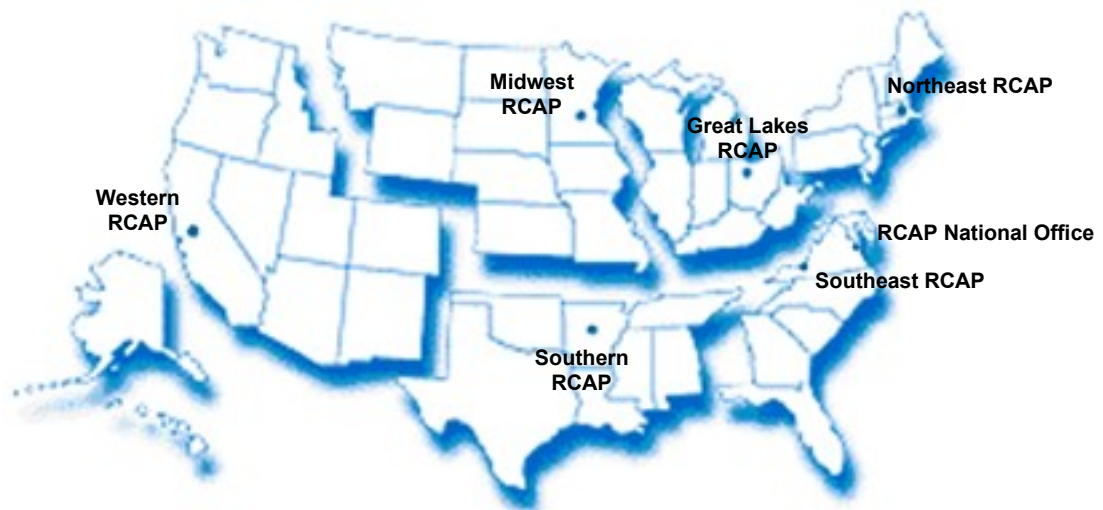 Midwest
RCAP
Northeast RCAP
Great Lakes
RCAP
Western
RCAP
RCAP National Office
Southeast RCAP
Southern
RCAP